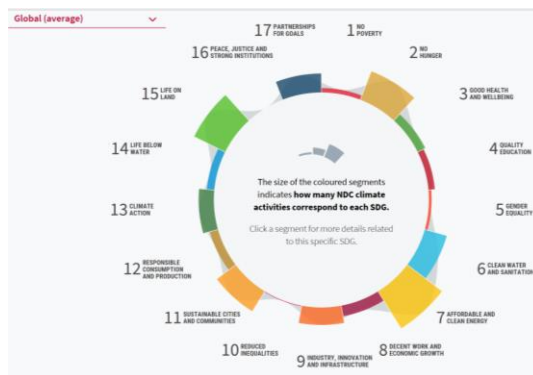 Global (average)
17 PARTNERSHIPS
FOR GOALS
1 NO
POVERTY
2 NO
HUNGER
3 GOOD HEALTH
AND WELLBEING
4 QUALITY
EDUCATION
5 GENDER
EQUALITY
6 CLEAN WATER
AND SANITATIO
7 AFFORDABLE AND
CLEAN ENERGY
8 DECENT WORK AND
ECONOMIC GROWTH
9 INDUSTRY, INNOVATION
AND INFRASTRUCTURE
10 REDUCED
INEQUALITIES
11 SUSTAINABLE CITIES
AND COMMUNITIES
12 RESPONSIBLE
CONSUMPTION
AND PRODUCTION
13 CLIMATE
ACTION
14 LIFE BELOW
WATER
15 LIFE ON
LAND
16 PEACE, JUSTICE AND
STRONG INSTITUTIONS
The size of the coloured segments
indicates how many NDC climate
activities correspond to each SDG.
Click a segment for more details related
to this specific SDG.